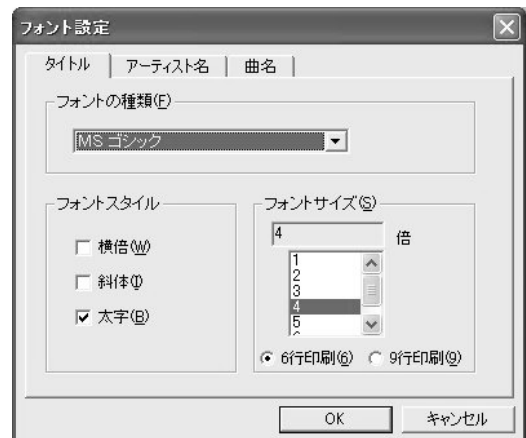 フォント設定
タイトル アーティスト名 曲名
フォントの種類(F)
MS ゴシック
フォントスタイル
横倍(W)
斜体(I)
太字(B)
フォントサイズ(S)
4 倍
1
2
3
4
5
6行印刷(6) 9行印刷(9)
OK キャンセル